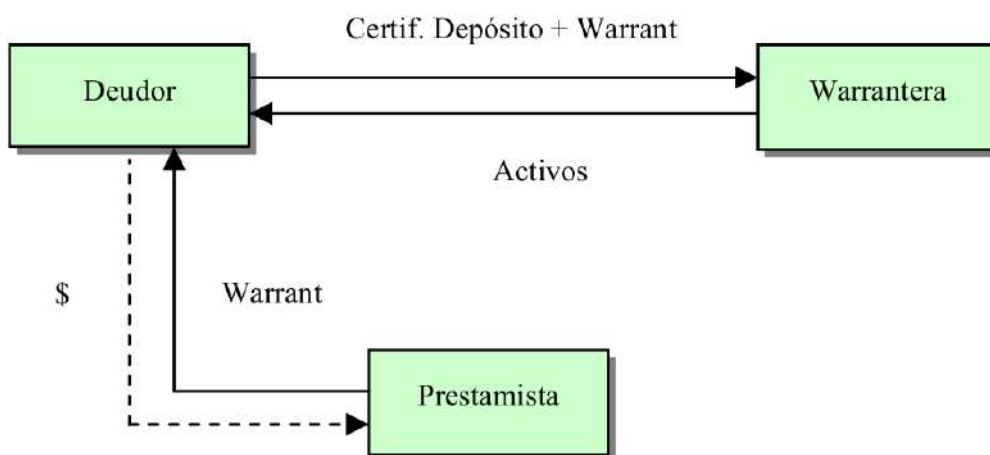 Certif. Depósito + Warrant
Deudor
Warrantera
Activos
$
Warrant
Prestamista